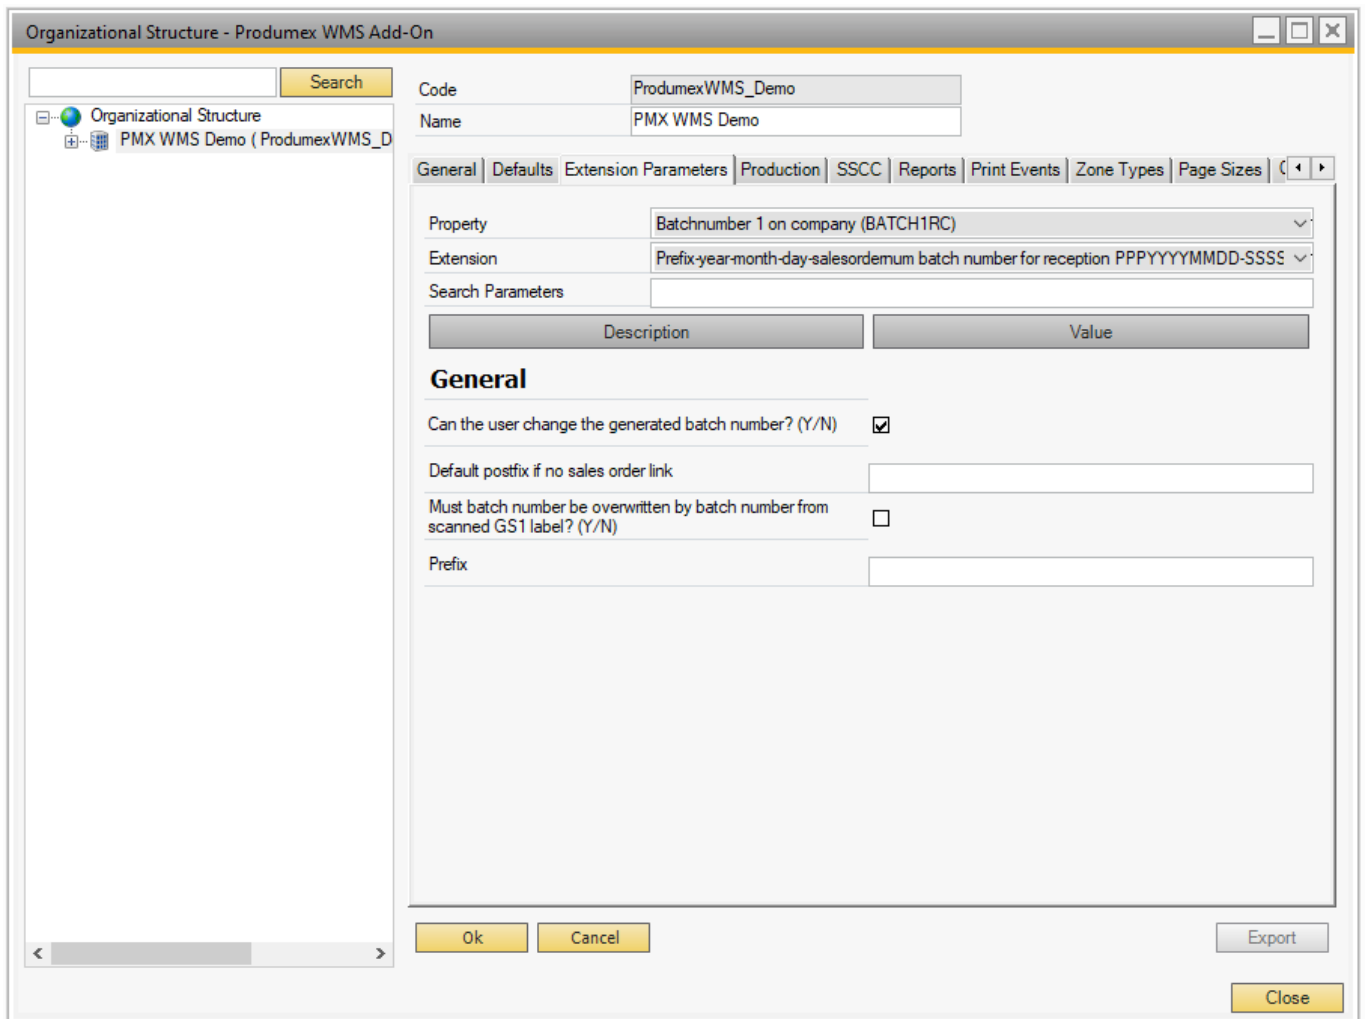 Organizational Structure - Produmex WMS Add-On
Search
Organizational Structure
PMX WMS Demo ( ProdumexWMS_D
Code
ProdumexWMS_Demo
Name
PMX WMS Demo
General
Defaults
Extension Parameters
Production
SSCC
Reports
Print Events
Zone Types
Page Sizes
Property
Batchnumber 1 on company (BATCH1RC)
Extension
Prefix-year-month-day-salesordernum batch number for reception PPPYYYYMMDD-SSSS
Search Parameters
Description
Value
General
Can the user change the generated batch number? (Y/N)
Default postfix if no sales order link
Must batch number be overwritten by batch number from
scanned GS1 label? (Y/N)
Prefix
Ok
Cancel
Export
Close